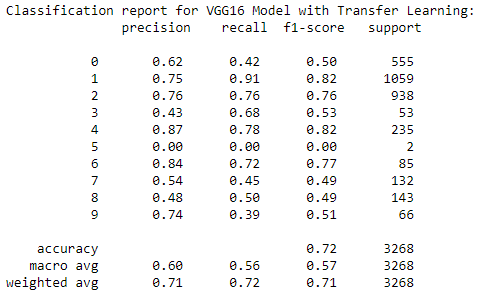 Classification report for VGG16 Model with Transfer Learning:
precision recall f1-score support
0 0.62 0.42 0.50 555
1 0.75 0.91 0.82 1059
2 0.76 0.76 0.76 938
3 0.43 0.68 0.53 53
4 0.87 0.78 0.82 235
5 0.00 0.00 0.00 2
6 0.84 0.72 0.77 85
7 0.54 0.45 0.49 132
8 0.48 0.50 0.49 143
9 0.74 0.39 0.51 66
accuracy 0.72 3268
macro avg 0.60 0.56 0.57 3268
weighted avg 0.71 0.72 0.71 3268